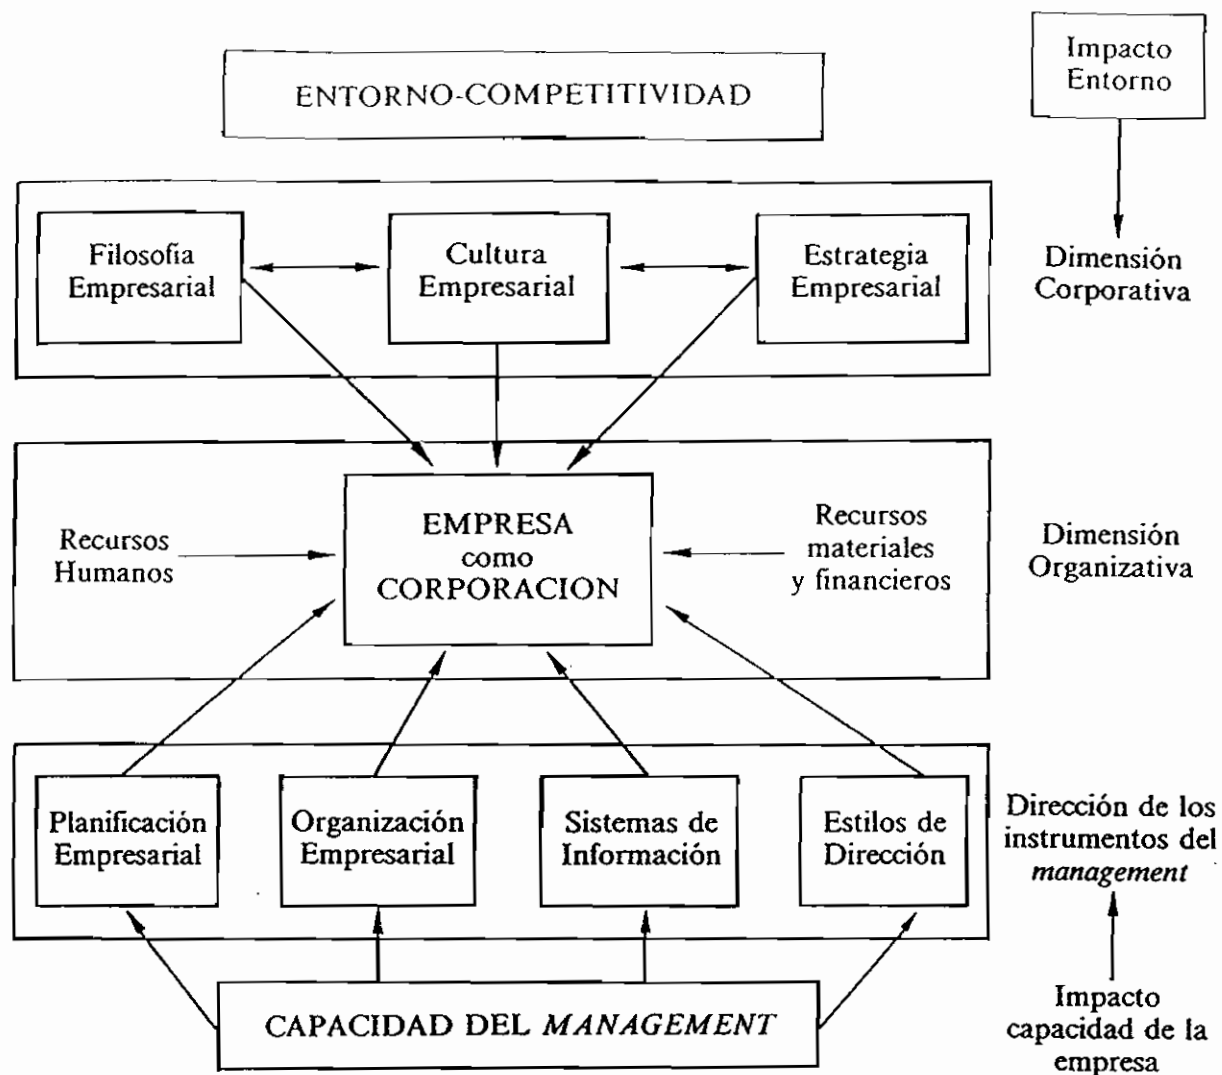 Impacto
Entorno
ENTORNO-COMPETITIVIDAD
Filosofía
Empresarial
Cultura
Empresarial
Estrategia
Empresarial
Dimensión
Corporativa
Recursos
Humanos
EMPRESA
como
CORPORACION
Recursos
materiales
y financieros
Dimensión
Organizativa
Planificación
Empresarial
Organización
Empresarial
Sistemas de
Información
Estilos de
Dirección
Dirección de los
instrumentos del
management
CAPACIDAD DEL MANAGEMENT
Impacto
capacidad de la
empresa